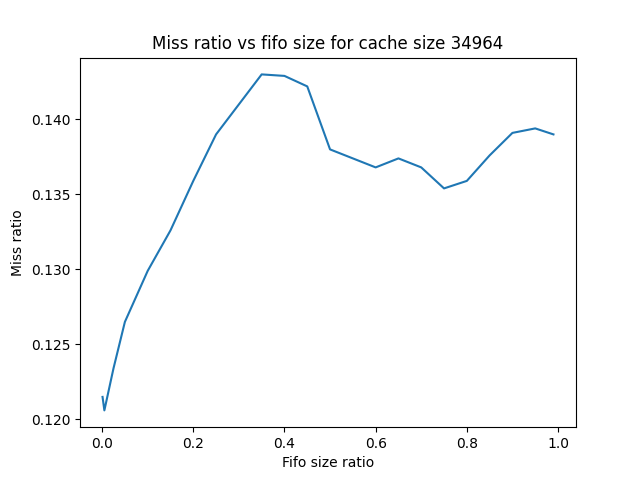 Miss ratio vs fifo size for cache size 34964
0.140
0.135
0.130
0.125
0.120
Miss ratio
0.0 0.2 0.4 0.6 0.8 1.0
Fifo size ratio